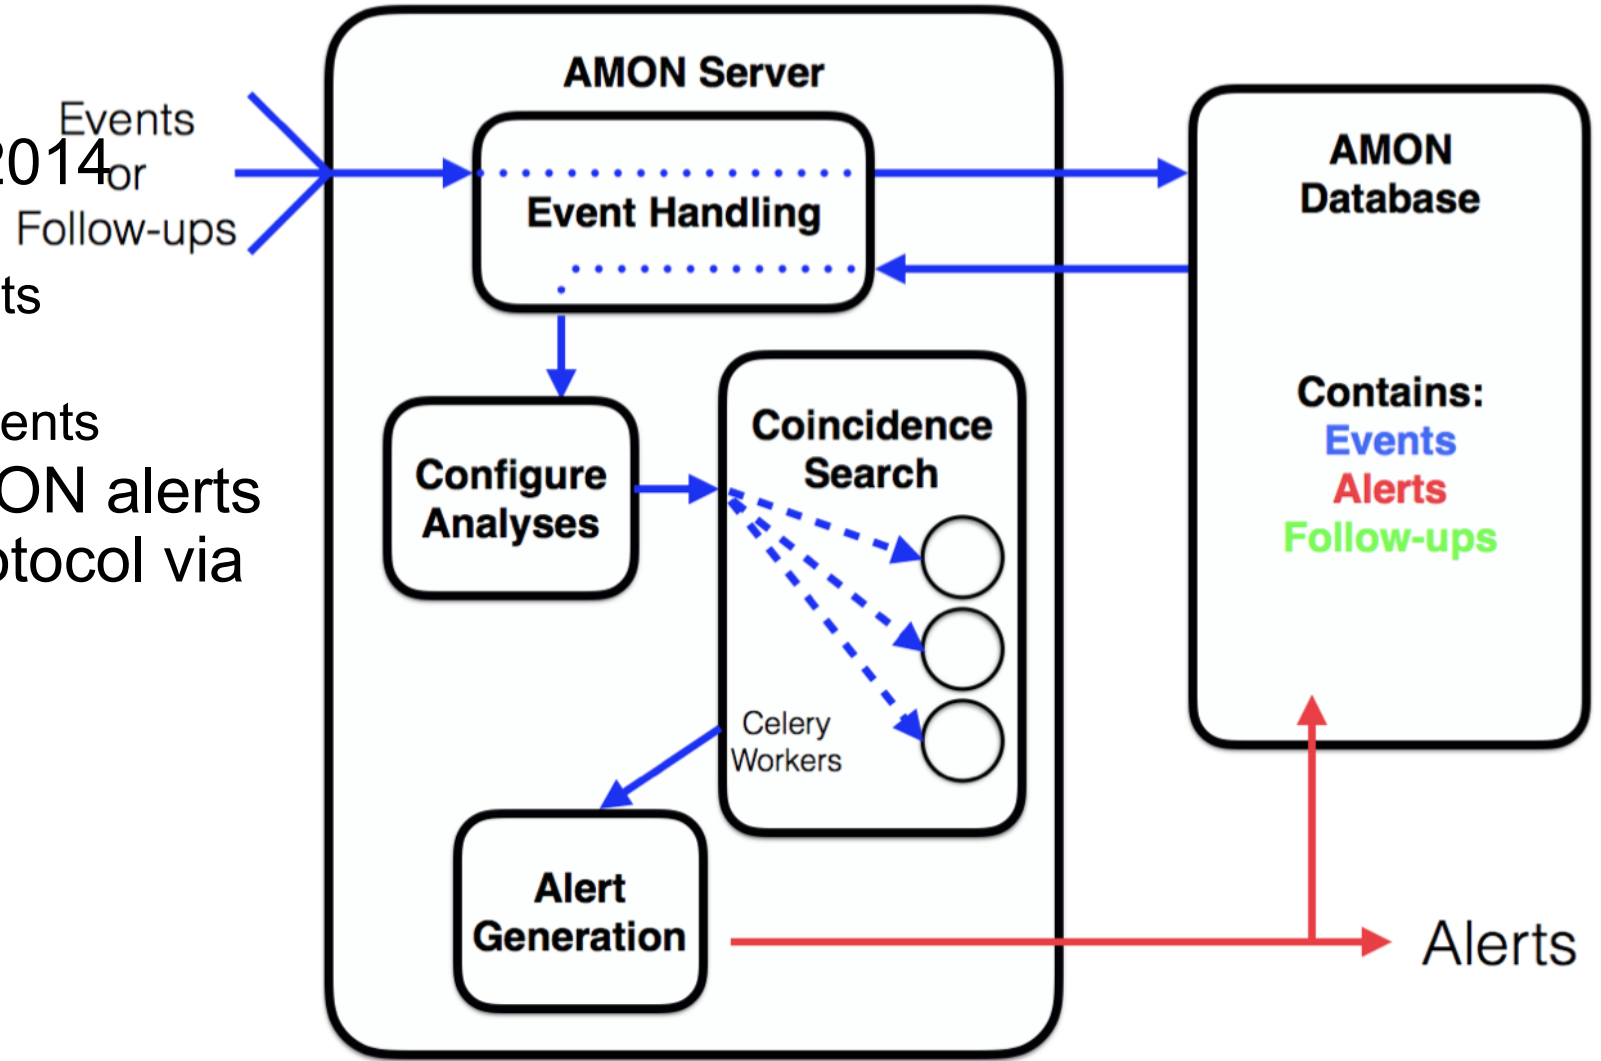 AMON Server
Events
2014
or
Follow-ups
ts
ents
ON alerts
otocol via
Event Handling
Configure
Analyses
Coincidence
Search
Celery
Workers
Alert
Generation
AMON
Database
Contains:
Events
Alerts
Follow-ups
Alerts